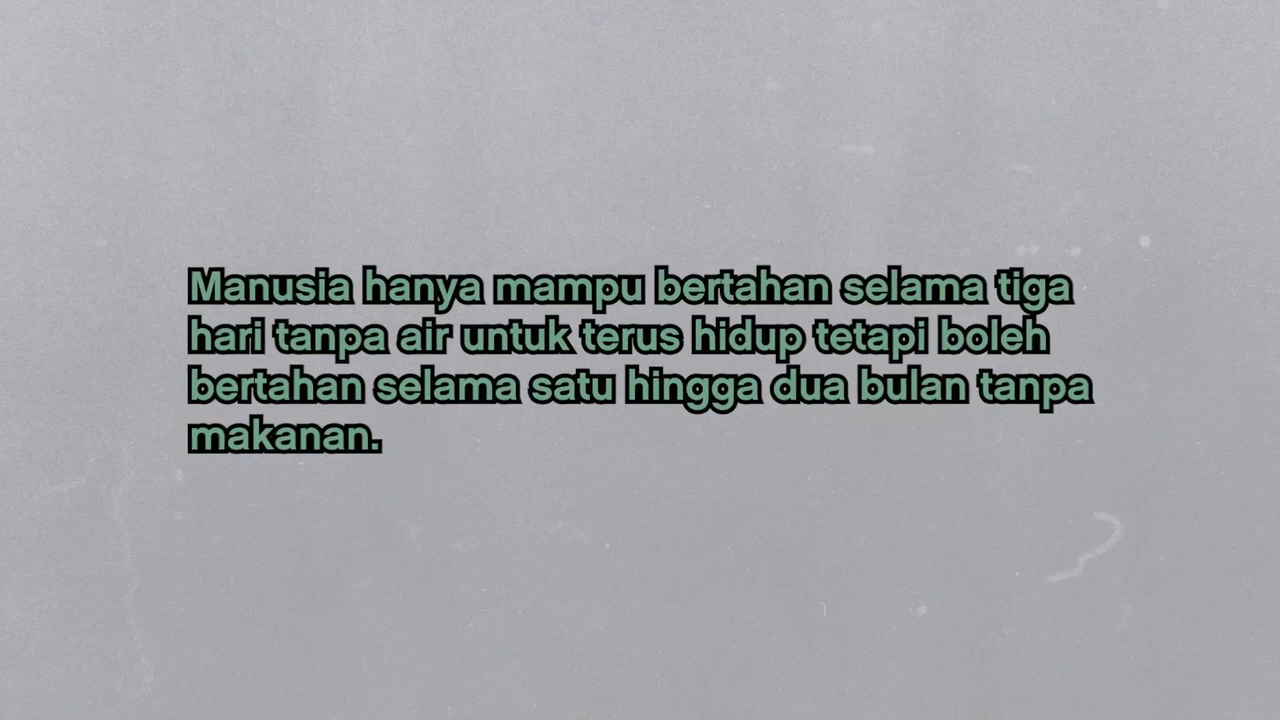 Manusia hanya mampu bertahan selama tiga
hari tanpa air untuk terus hidup tetapi boleh
bertahan selama satu hingga dua bulan tanpa
makanan.